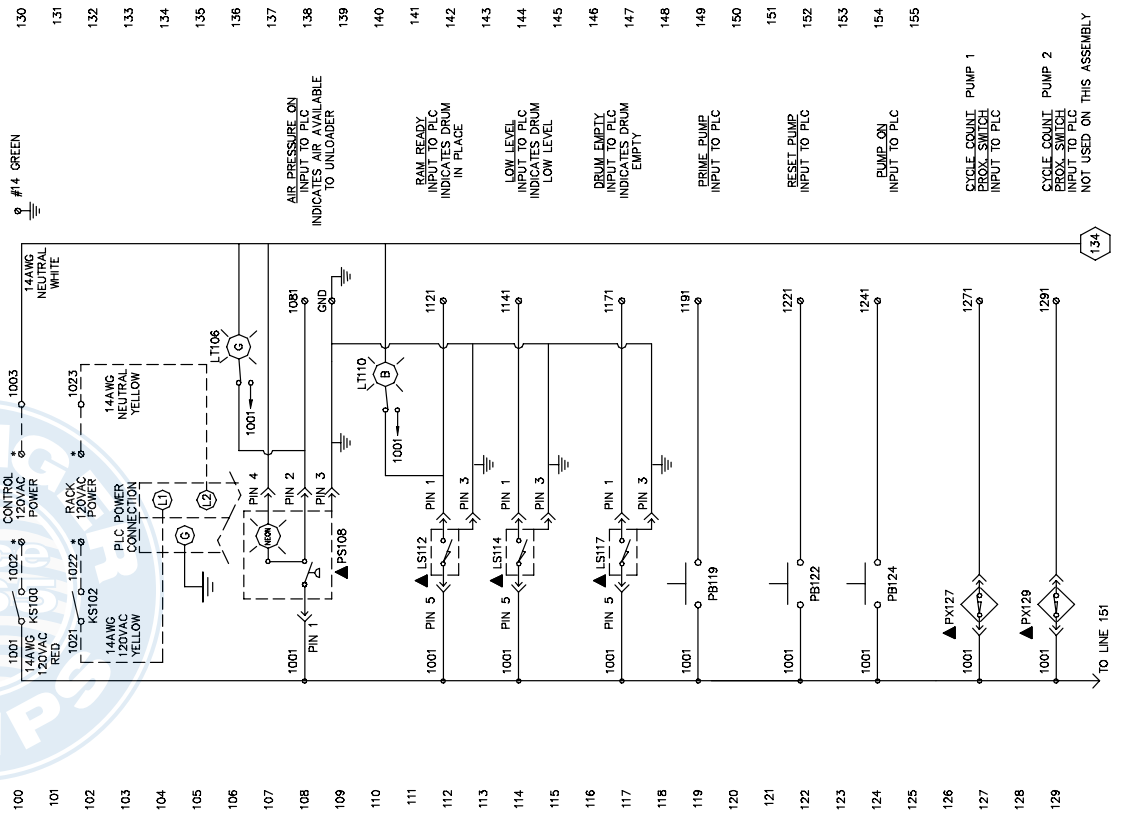 100
101
102
103
104
105
106
107
108
109
110
111
112
113
114
115
116
117
118
119
120
121
122
123
124
125
126
127
128
129
1001
14AWG
120VAC
RED
KS100
1002
*
CONTROL
120VAC
POWER
*
1003
14AWG
NEUTRAL
WHITE
#14 GREEN
1021
KS102
1022
*
RACK
120VAC
POWER
*
1023
14AWG
120VAC
YELLOW
14AWG
NEUTRAL
YELLOW
PLC POWER
CONNECTION
L1
G
L2
LT106
G
1001
PIN 4
NEON
1001
PIN 1
PIN 2
1081
PIN 3
GND
PS108
AIR PRESSURE ON
INPUT TO PLC
INDICATES AIR AVAILABLE
TO UNLOADER
LT110
B
1001
1001
PIN 5
LS112
PIN 1
PIN 3
1121
RAM READY
INPUT TO PLC
INDICATES DRUM
IN PLACE
1001
PIN 5
LS114
PIN 1
PIN 3
1141
LOW LEVEL
INPUT TO PLC
INDICATES DRUM
LOW LEVEL
1001
PIN 5
LS117
PIN 1
PIN 3
1171
DRUM EMPTY
INPUT TO PLC
INDICATES DRUM
EMPTY
1001
PB119
1191
PRIME PUMP
INPUT TO PLC
1001
PB122
1221
RESET PUMP
INPUT TO PLC
1001
PB124
1241
PUMP ON
INPUT TO PLC
1001
PX127
1271
CYCLE COUNT PUMP 1
PROX. SWITCH
INPUT TO PLC
1001
PX129
1291
CYCLE COUNT PUMP 2
PROX. SWITCH
INPUT TO PLC
NOT USED ON THIS ASSEMBLY
TO LINE 151
134
130
131
132
133
134
135
136
137
138
139
140
141
142
143
144
145
146
147
148
149
150
151
152
153
154
155